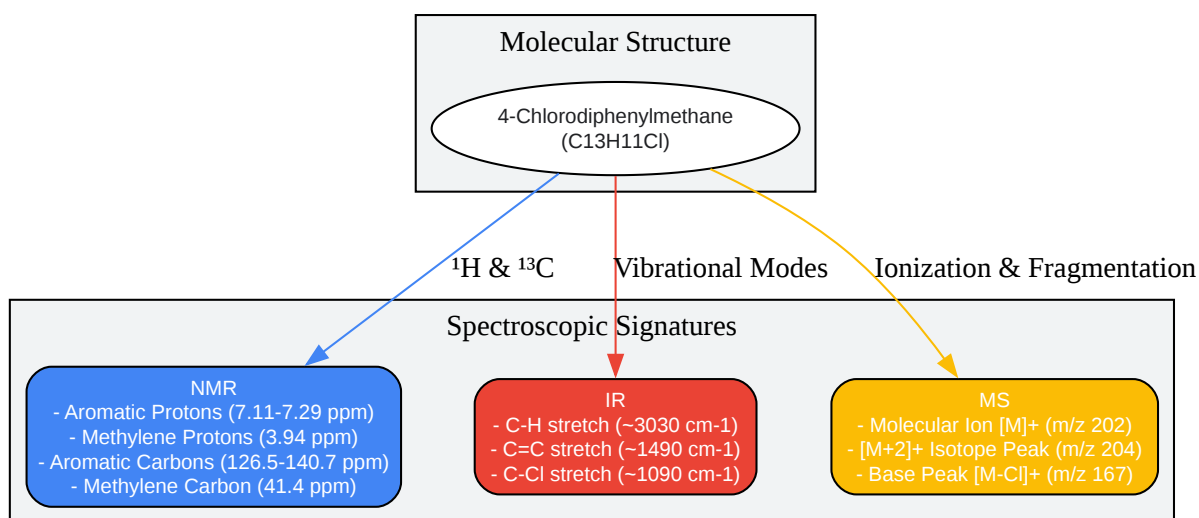 Molecular Structure
4-Chlorodiphenylmethane
(C13H11Cl)
¹H & ¹³C
Vibrational Modes
Ionization & Fragmentation
Spectroscopic Signatures
NMR
- Aromatic Protons (7.11-7.29 ppm)
- Methylene Protons (3.94 ppm)
- Aromatic Carbons (126.5-140.7 ppm)
- Methylene Carbon (41.4 ppm)
IR
- C-H stretch (~3030 cm-1)
- C=C stretch (~1490 cm-1)
- C-Cl stretch (~1090 cm-1)
MS
- Molecular Ion [M]+ (m/z 202)
- [M+2]+ Isotope Peak (m/z 204)
- Base Peak [M-Cl]+ (m/z 167)